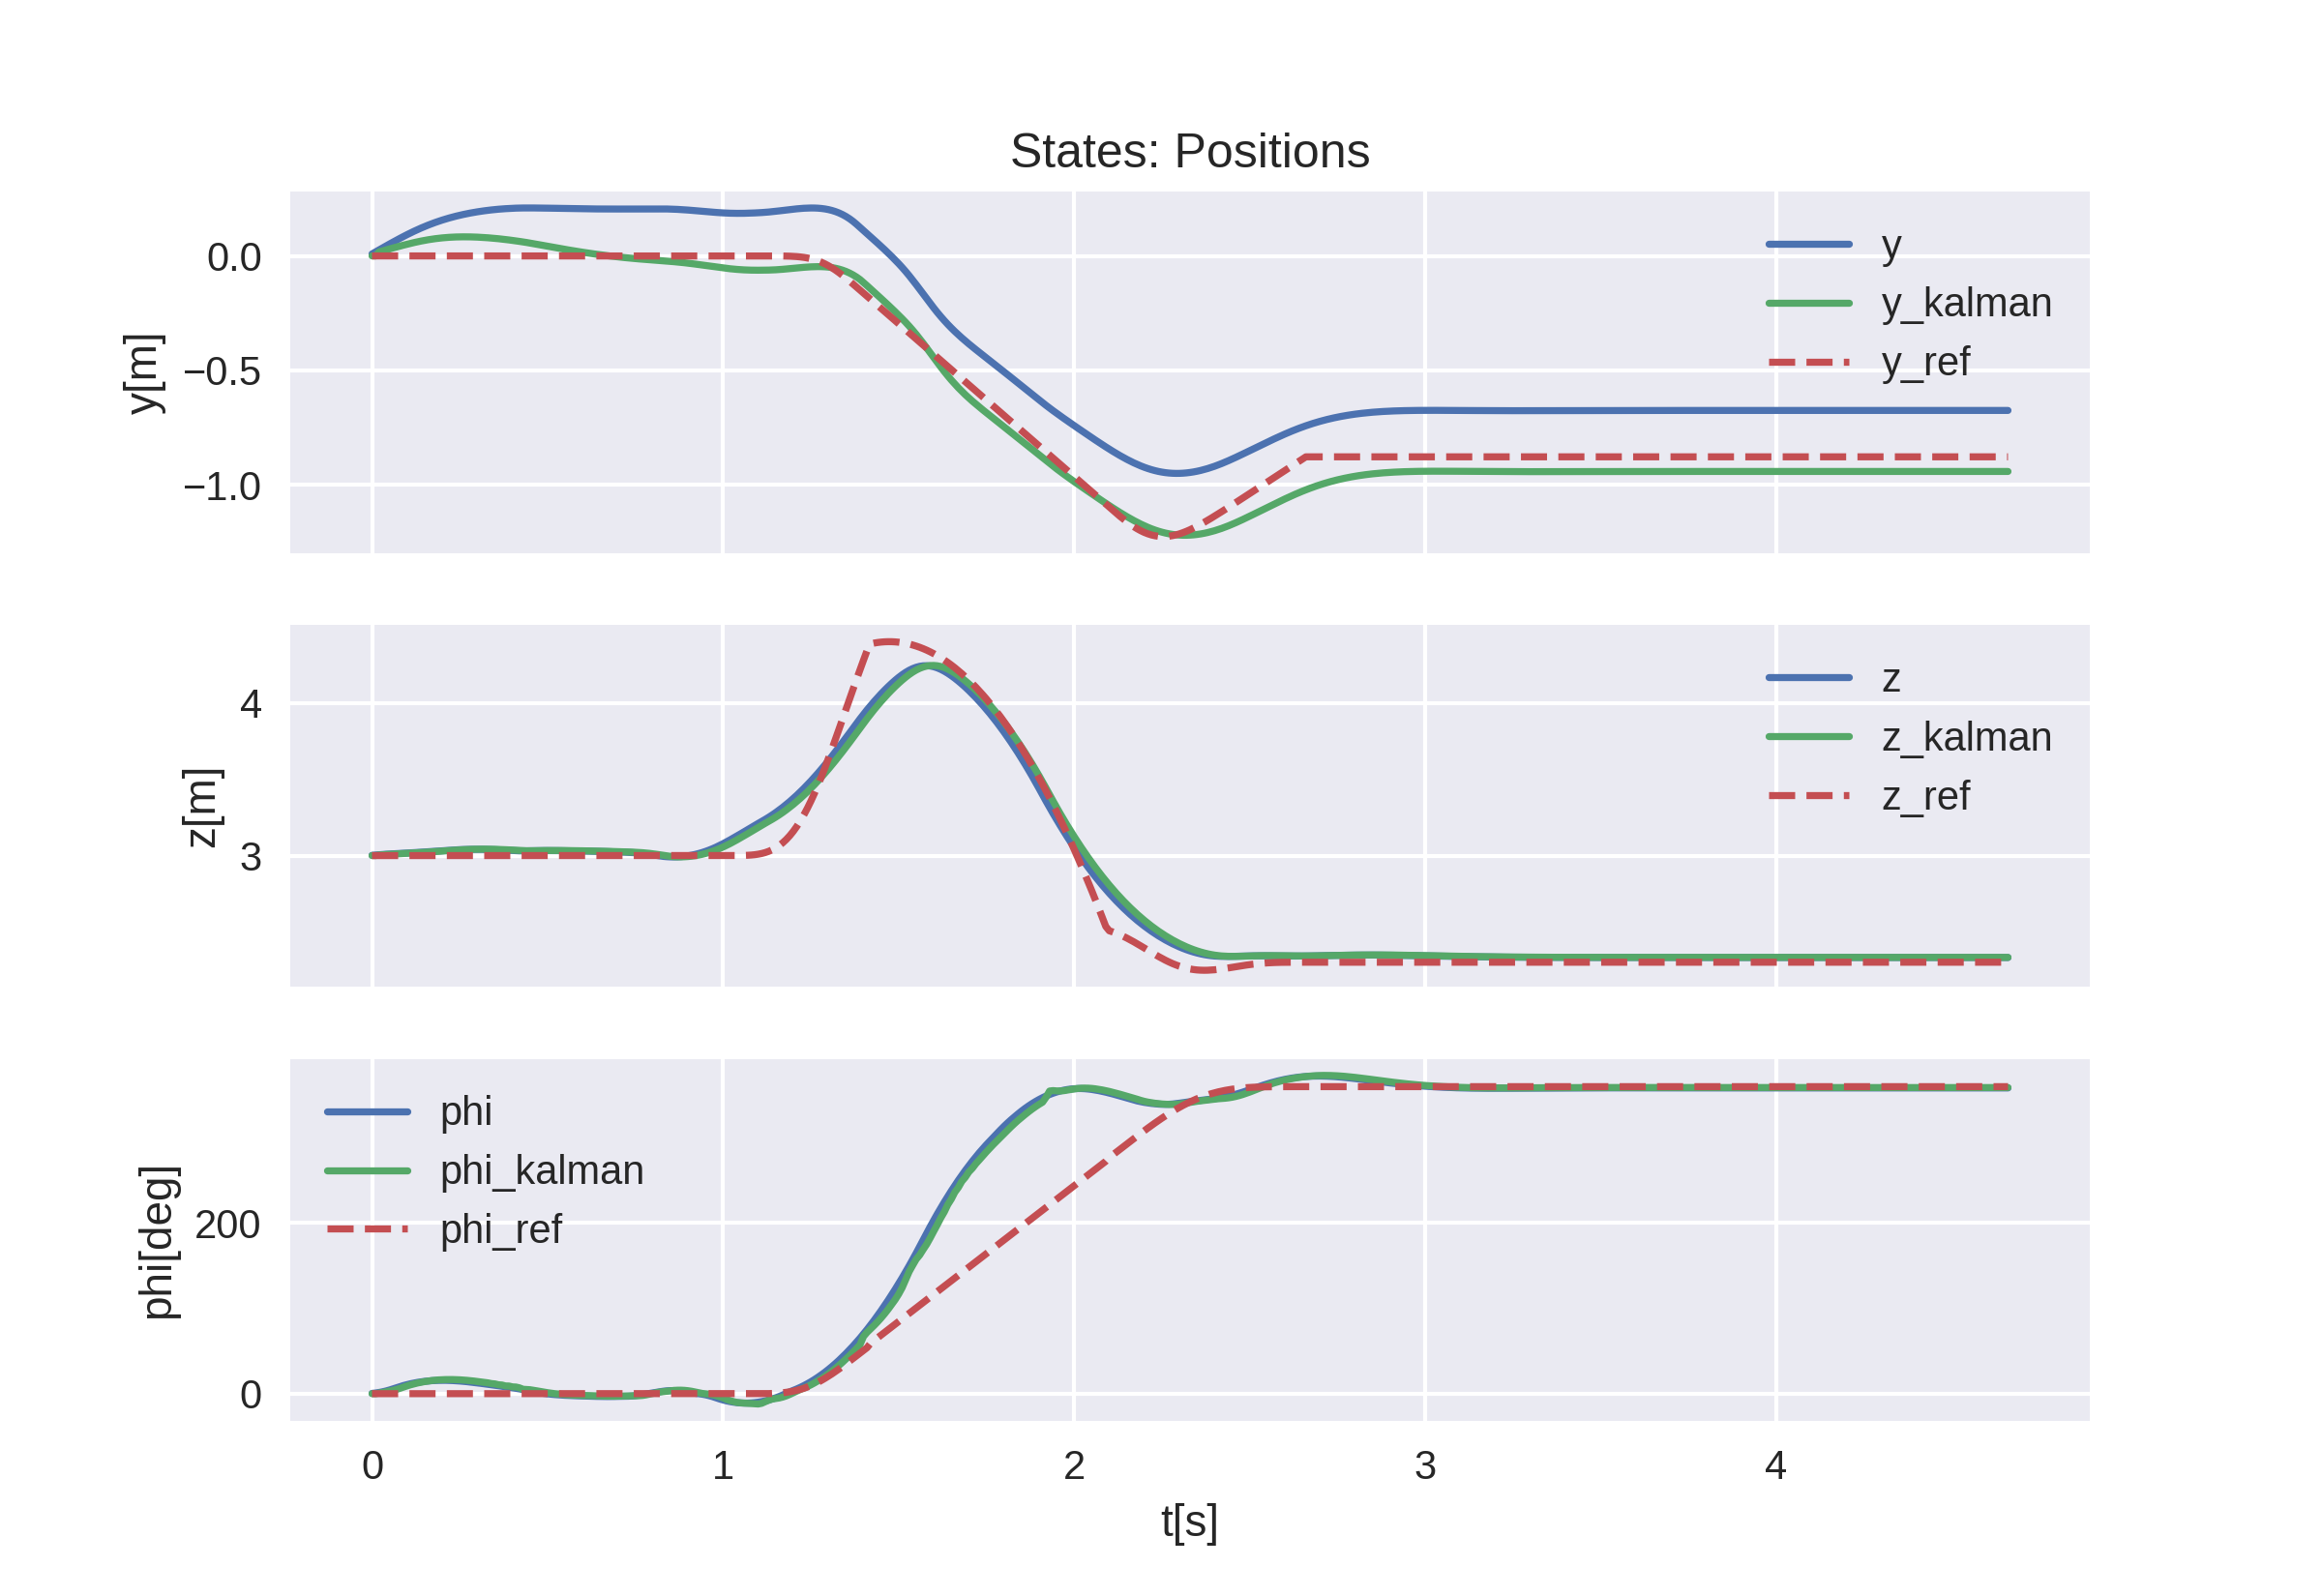 States: Positions
y[m]
0.0
−0.5
−1.0
y
y_kalman
y_ref
z[m]
4
3
z
z_kalman
z_ref
phi[deg]
200
0
phi
phi_kalman
phi_ref
0 1 2 3 4
t[s]